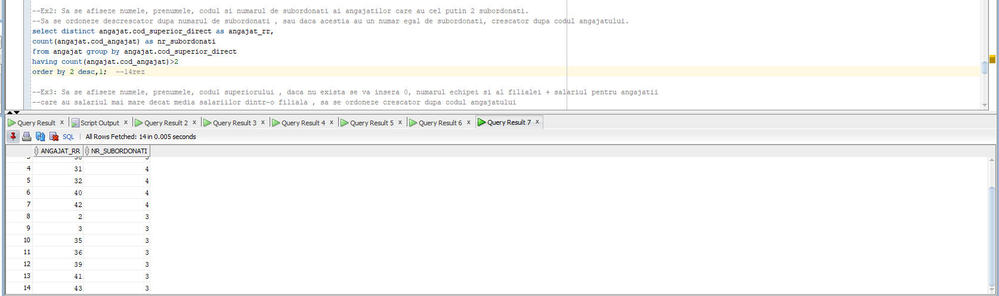 --Ex2: Sa se afiseze numele, prenumele, codul si numarul de subordonati ai angajatilor care au cel putin 2 subordonati.
--Sa se ordoneze descrescator dupa numarul de subordonati , sau daca acestia au un numar egal de subordonati, crescator dupa codul angajatului.
select distinct angajat.cod_superior_direct as angajat_rr,
count(angajat.cod_angajat) as nr_subordonati
from angajat group by angajat.cod_superior_direct
having count(angajat.cod_angajat)>2
order by 2 desc,1;  --14rez
--Ex3: Sa se afiseze numele, prenumele, codul superiorului , daca nu exista se va insera 0, numarul echipei si al filialei + salariul pentru angajatii
--care au salariul mai mare decat media salariilor dintr-o filiala , sa se ordoneze crescator dupa codul angajatului
Query Result x Script Output x Query Result 2 x Query Result 3 x Query Result 4 x Query Result 5 x Query Result 6 x Query Result 7 x
SQL | All Rows Fetched: 14 in 0.005 seconds
ANGAJAT_RR NR_SUBORDONATI
4 31 4
5 32 4
6 40 4
7 42 4
8 2 3
9 3 3
10 35 3
11 36 3
12 39 3
13 41 3
14 43 3